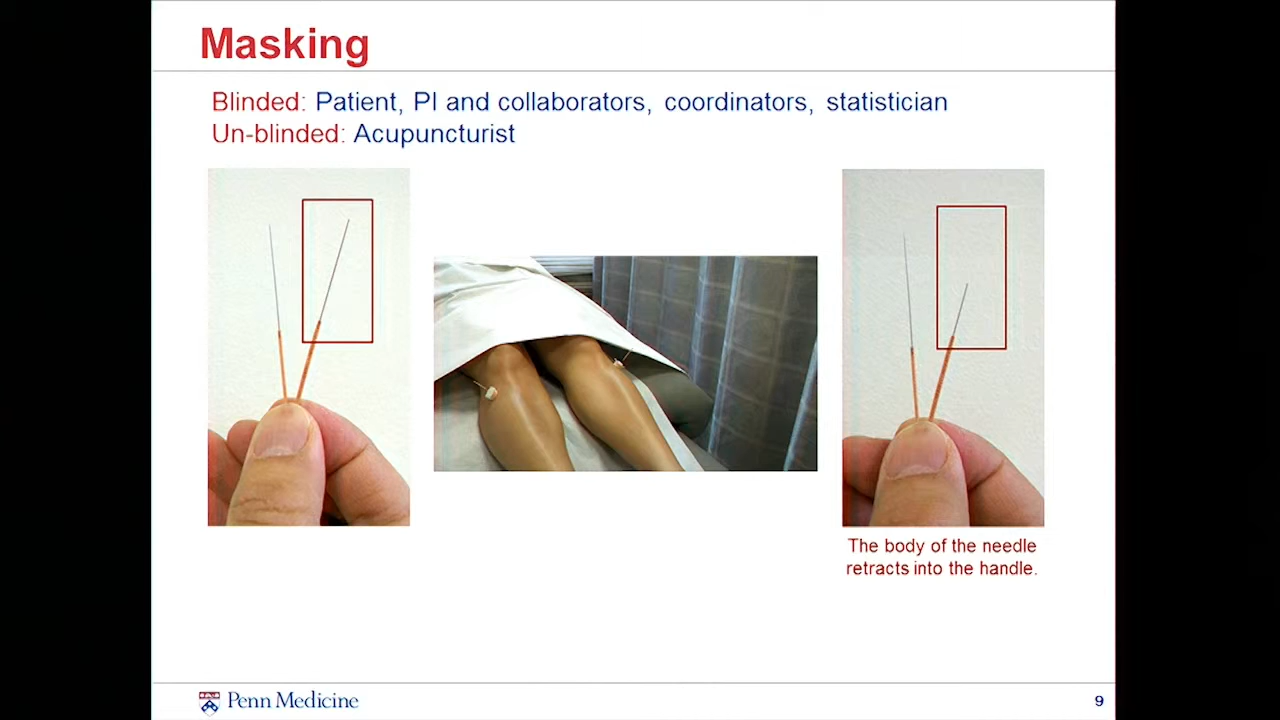 Masking
Blinded: Patient, PI and collaborators, coordinators, statistician
Un-blinded: Acupuncturist
The body of the needle
retracts into the handle.
Penn Medicine
9